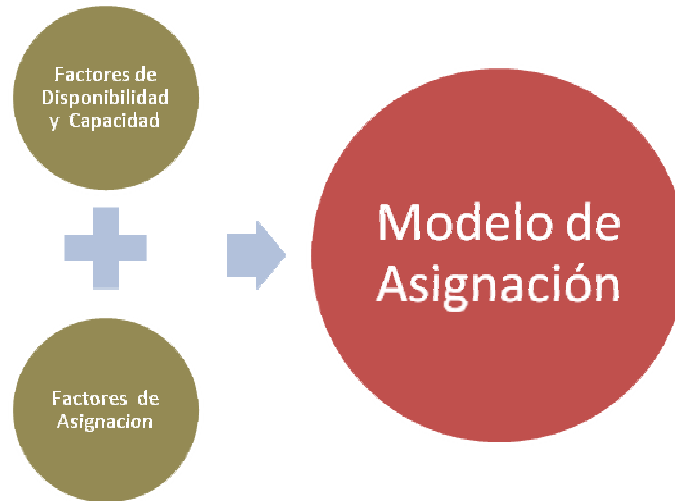 Factores de
Disponibilidad
y Capacidad
Modelo de
Asignación
Factores de
Asignacion